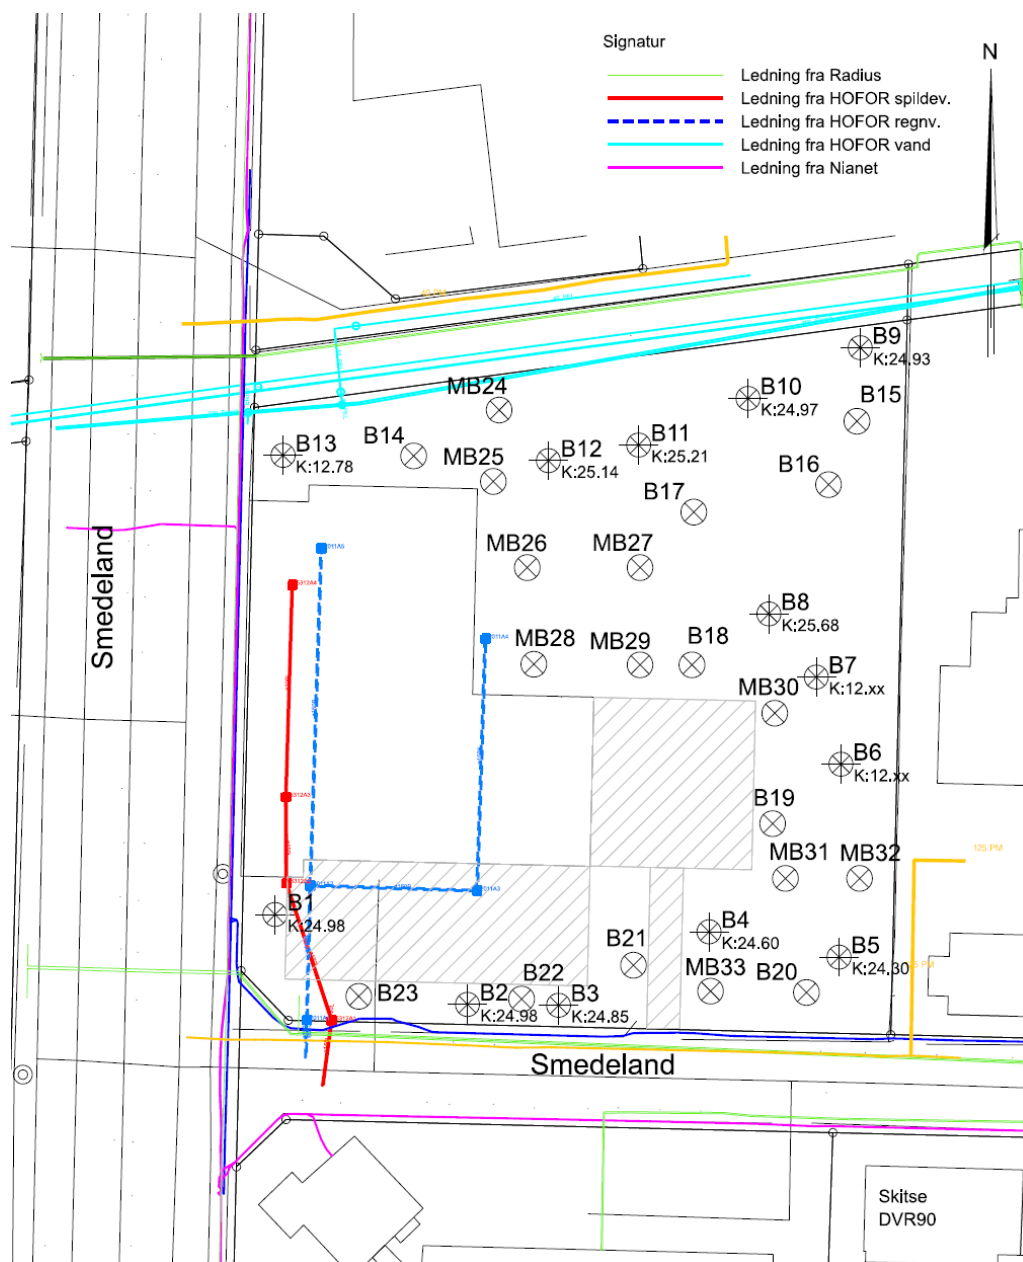 Signatur
N
Ledning fra Radius
Ledning fra HOFOR spildev.
Ledning fra HOFOR regnv.
Ledning fra HOFOR vand
Ledning fra Nianet
B9
K:24.93
MB24
B10
K:24.97
B15
B13
K:12.78
B14
MB25
B12
K:25.14
B11
K:25.21
B16
B17
MB26
MB27
Smedeland
B8
K:25.68
MB28
MB29
B18
B7
K:12.xx
MB30
B6
K:12.xx
B19
MB31
MB32
125 PM
B1
K:24.98
B4
K:24.60
B21
B5
K:24.30
MB33
B20
B23
B22
B2
K:24.98
B3
K:24.85
Smedeland
Skitse
DVR90